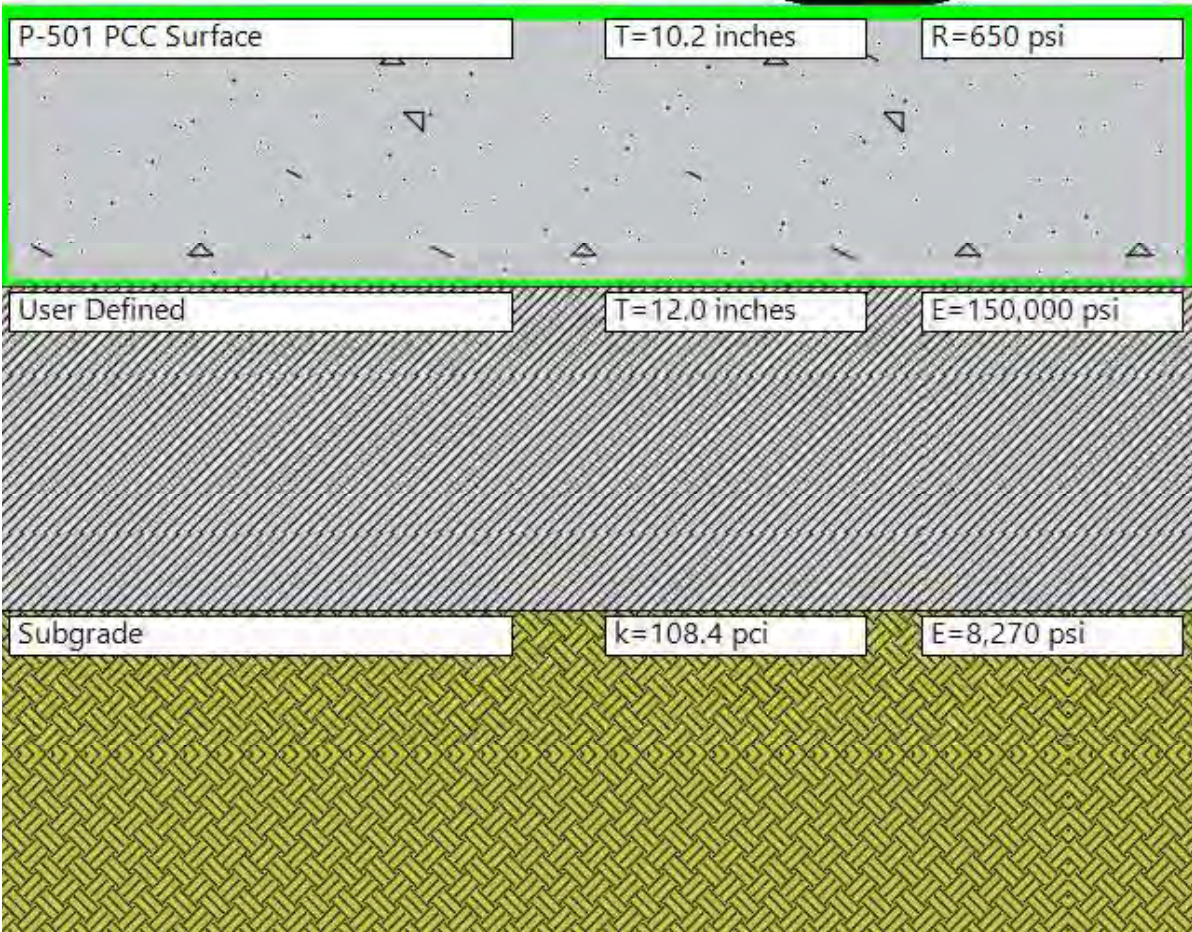 P-501 PCC Surface T=10.2 inches R=650 psi
User Defined T=12.0 inches E=150,000 psi
Subgrade k=108.4 pci E=8,270 psi